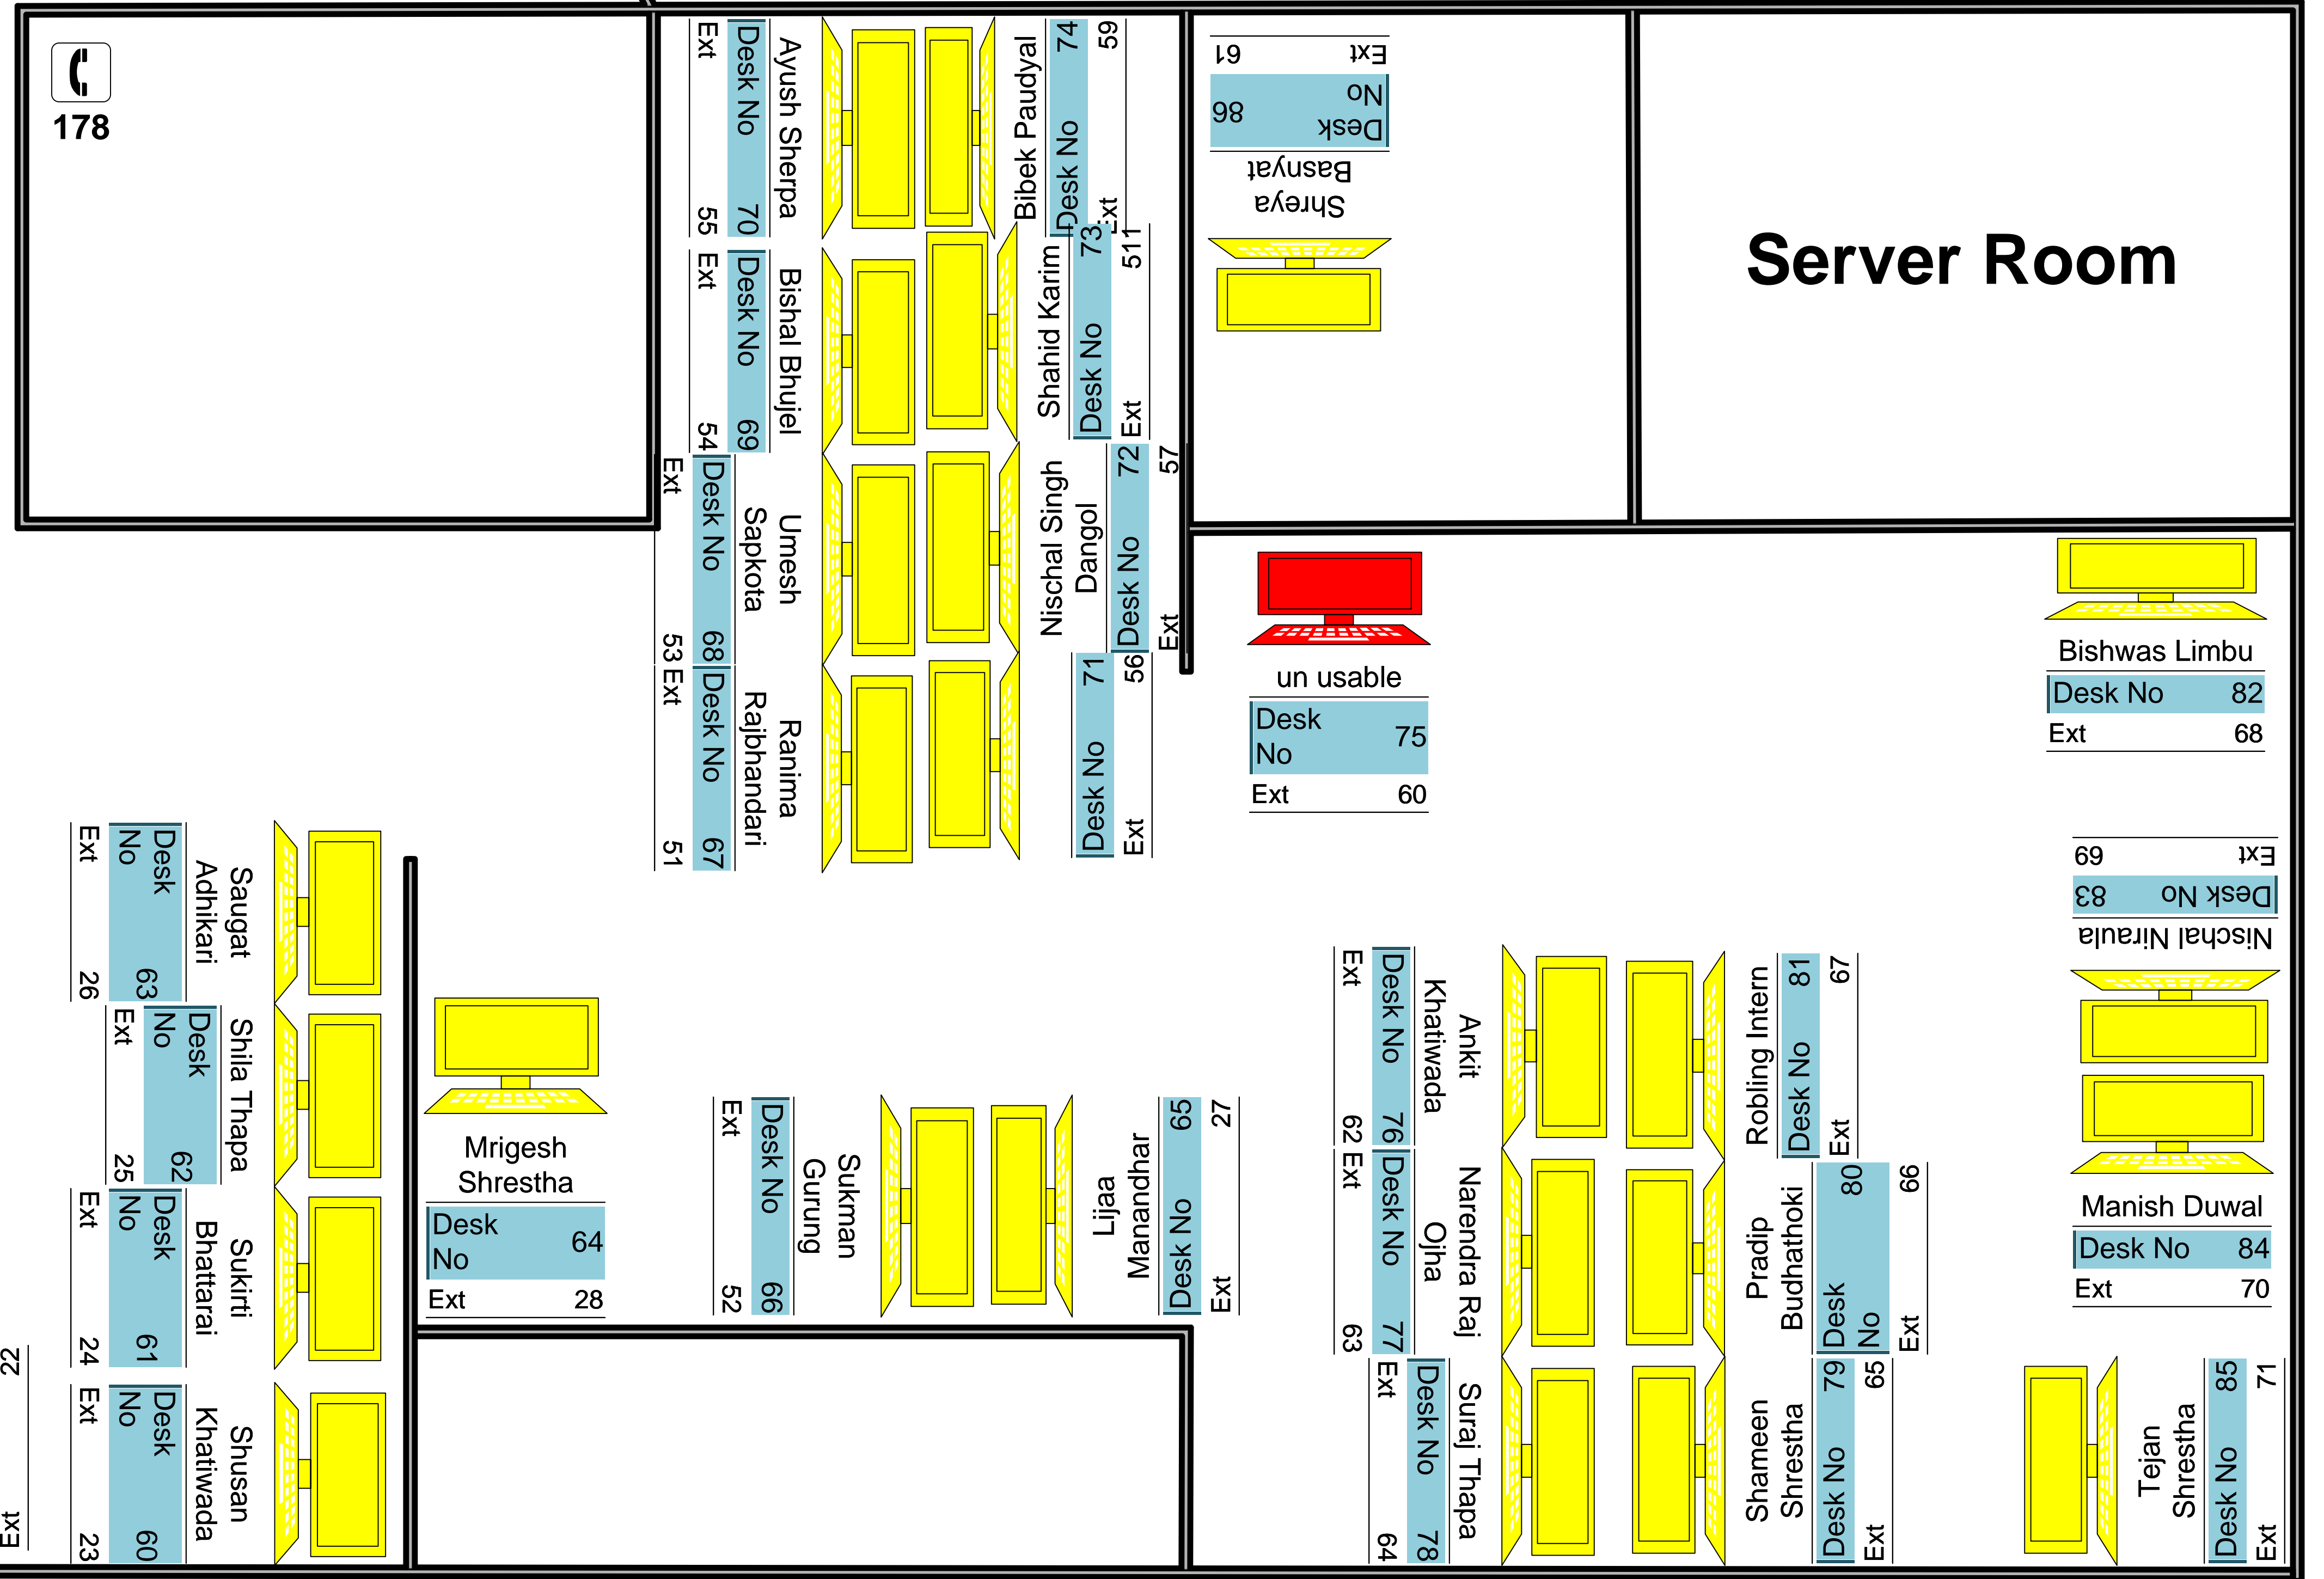 178
Ayush Sherpa
Desk No 70
Ext 55
Bishal Bhujel
Desk No 69
Ext 54
Umesh
Sapkota
Desk No 68
Ext 53
Ranima
Rajbhandari
Desk No 67
Ext 51
Bibek Paudyal
Desk No 74
Ext 59
Shahid Karim
Desk No 73
Ext 511
Nischal Singh
Dangol
Desk No 72
Ext 57
Desk No 71
Ext 56
Shreya
Basnyat
Desk
No 86
Ext 61
Server Room
un usable
Desk
No 75
Ext 60
Bishwas Limbu
Desk No 82
Ext 68
Nischal Niraula
Desk No 83
Ext 69
Manish Duwal
Desk No 84
Ext 70
Tejan
Shrestha
Desk No 85
Ext 71
Saugat
Adhikari
Desk
No 63
Ext 26
Shila Thapa
Desk
No 62
Ext 25
Sukirti
Bhattarai
Desk
No 61
Ext 24
Shusan
Khatiwada
Desk
No 60
Ext 23
Ext 22
Mrigesh
Shrestha
Desk
No 64
Ext 28
Sukman
Gurung
Desk No 66
Ext 52
Lijaa
Manandhar
Desk No 65
Ext 27
Ankit
Khatiwada
Desk No 76
Ext 62
Narendra Raj
Ojha
Desk No 77
Ext 63
Suraj Thapa
Desk No 78
Ext 64
Robling Intern
Desk No 81
Ext 67
Pradip
Budhathoki
Desk
No 80
Ext 66
Shameen
Shrestha
Desk No 79
Ext 65